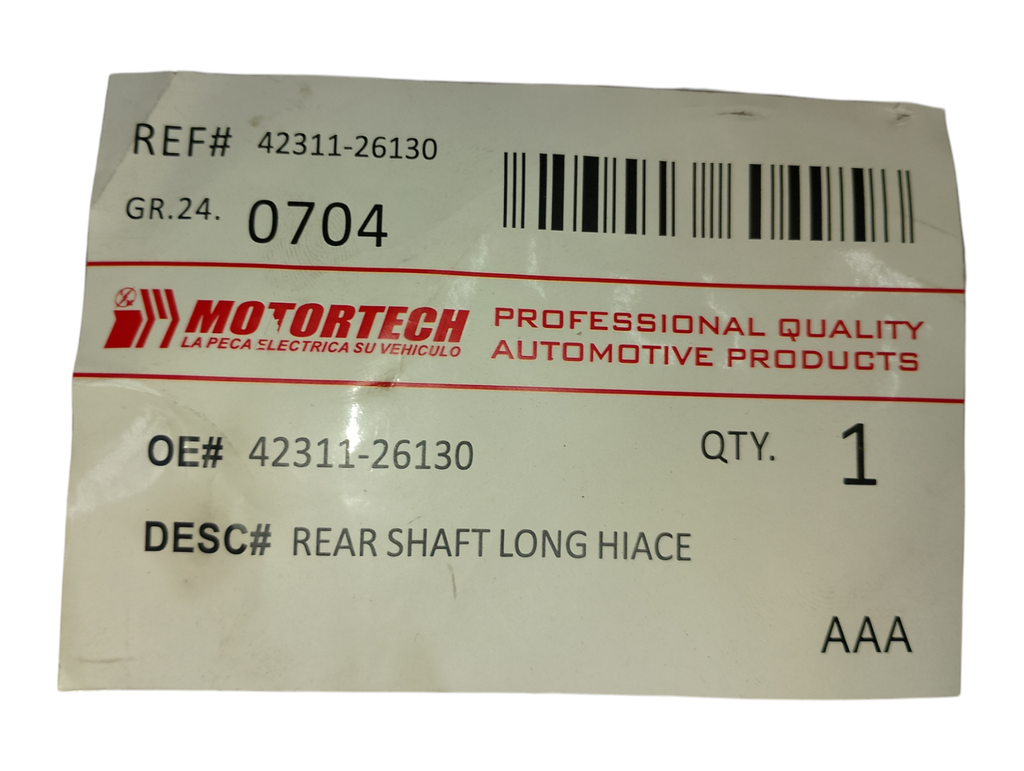 REF# 42311-26130
GR.24. 0704
MOTORTECH
LA PECA ELECTRICA SU VEHICULO
PROFESSIONAL QUALITY
AUTOMOTIVE PRODUCTS
OE# 42311-26130
QTY. 1
DESC# REAR SHAFT LONG HIACE
AAA